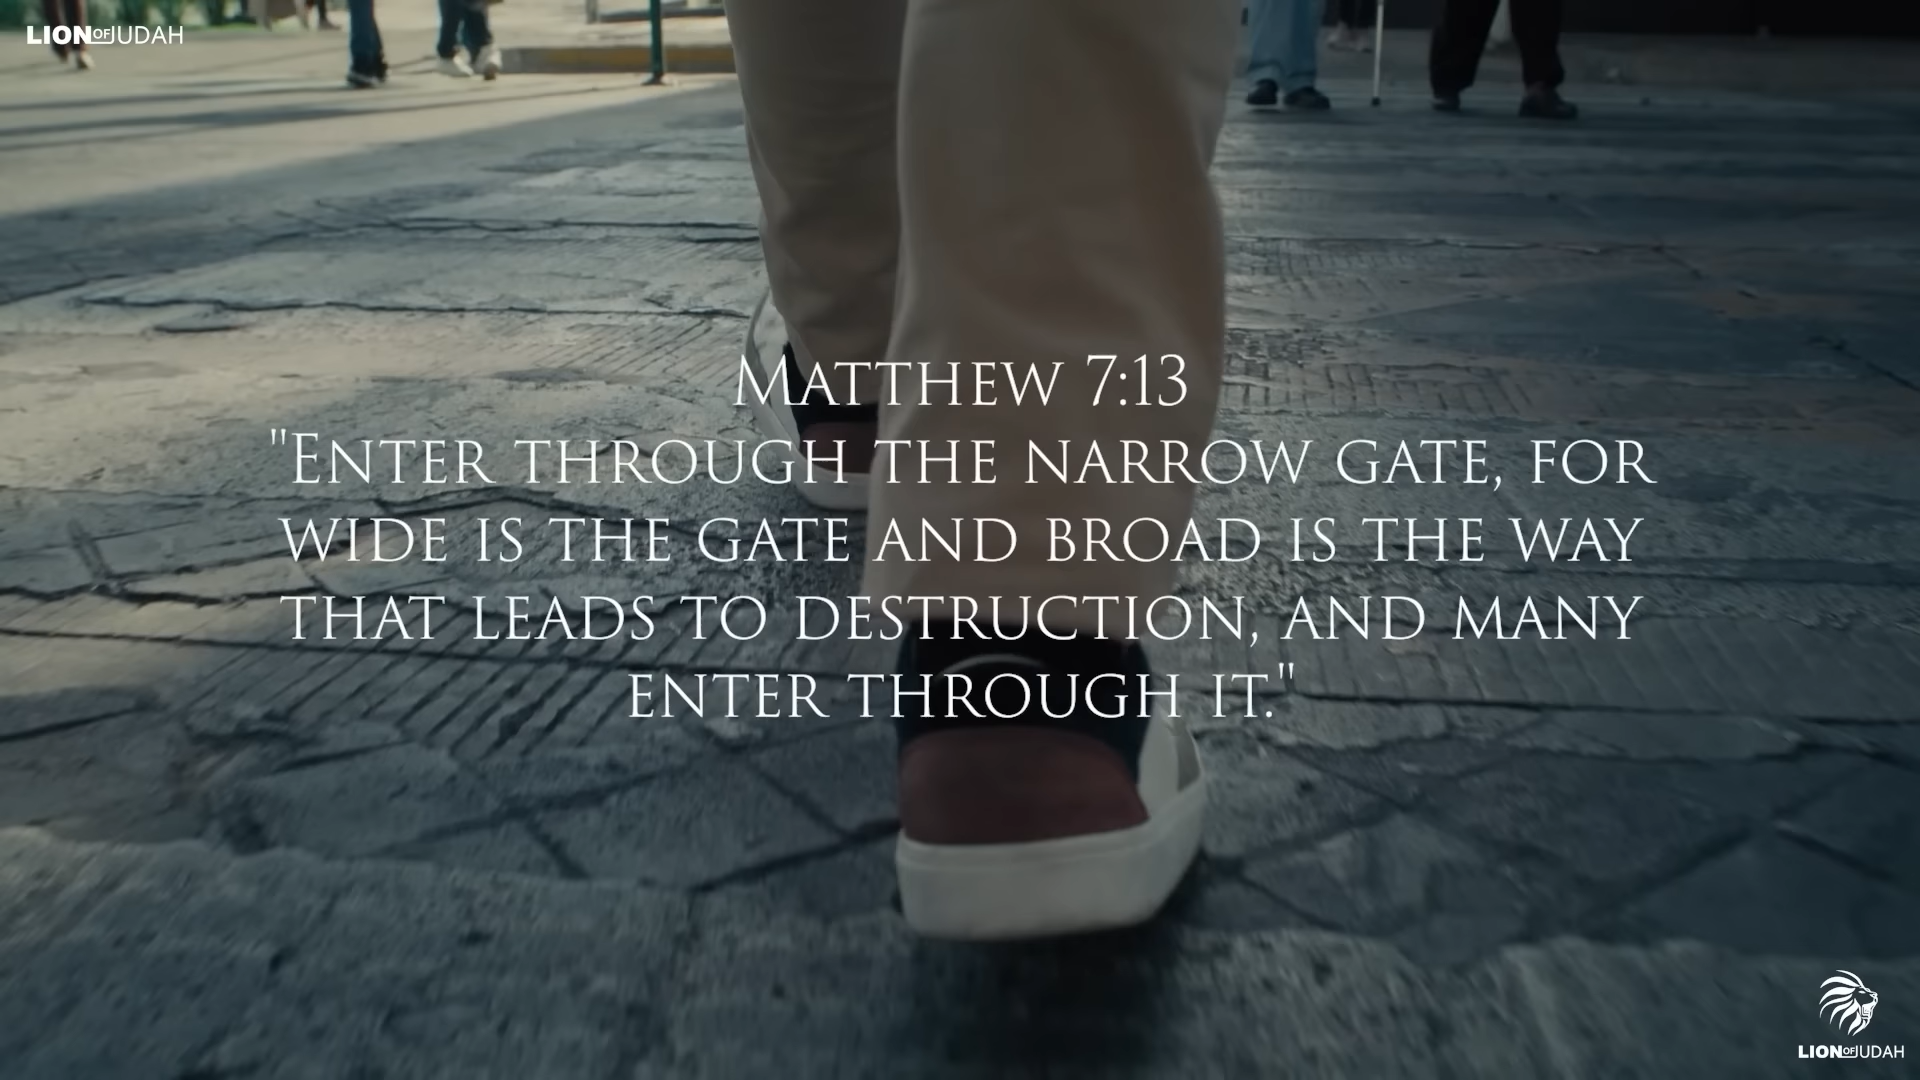 LION OF JUDAH
MATTHEW 7:13
"ENTER THROUGH THE NARROW GATE, FOR
WIDE IS THE GATE AND BROAD IS THE WAY
THAT LEADS TO DESTRUCTION, AND MANY
ENTER THROUGH IT."
LION OF JUDAH